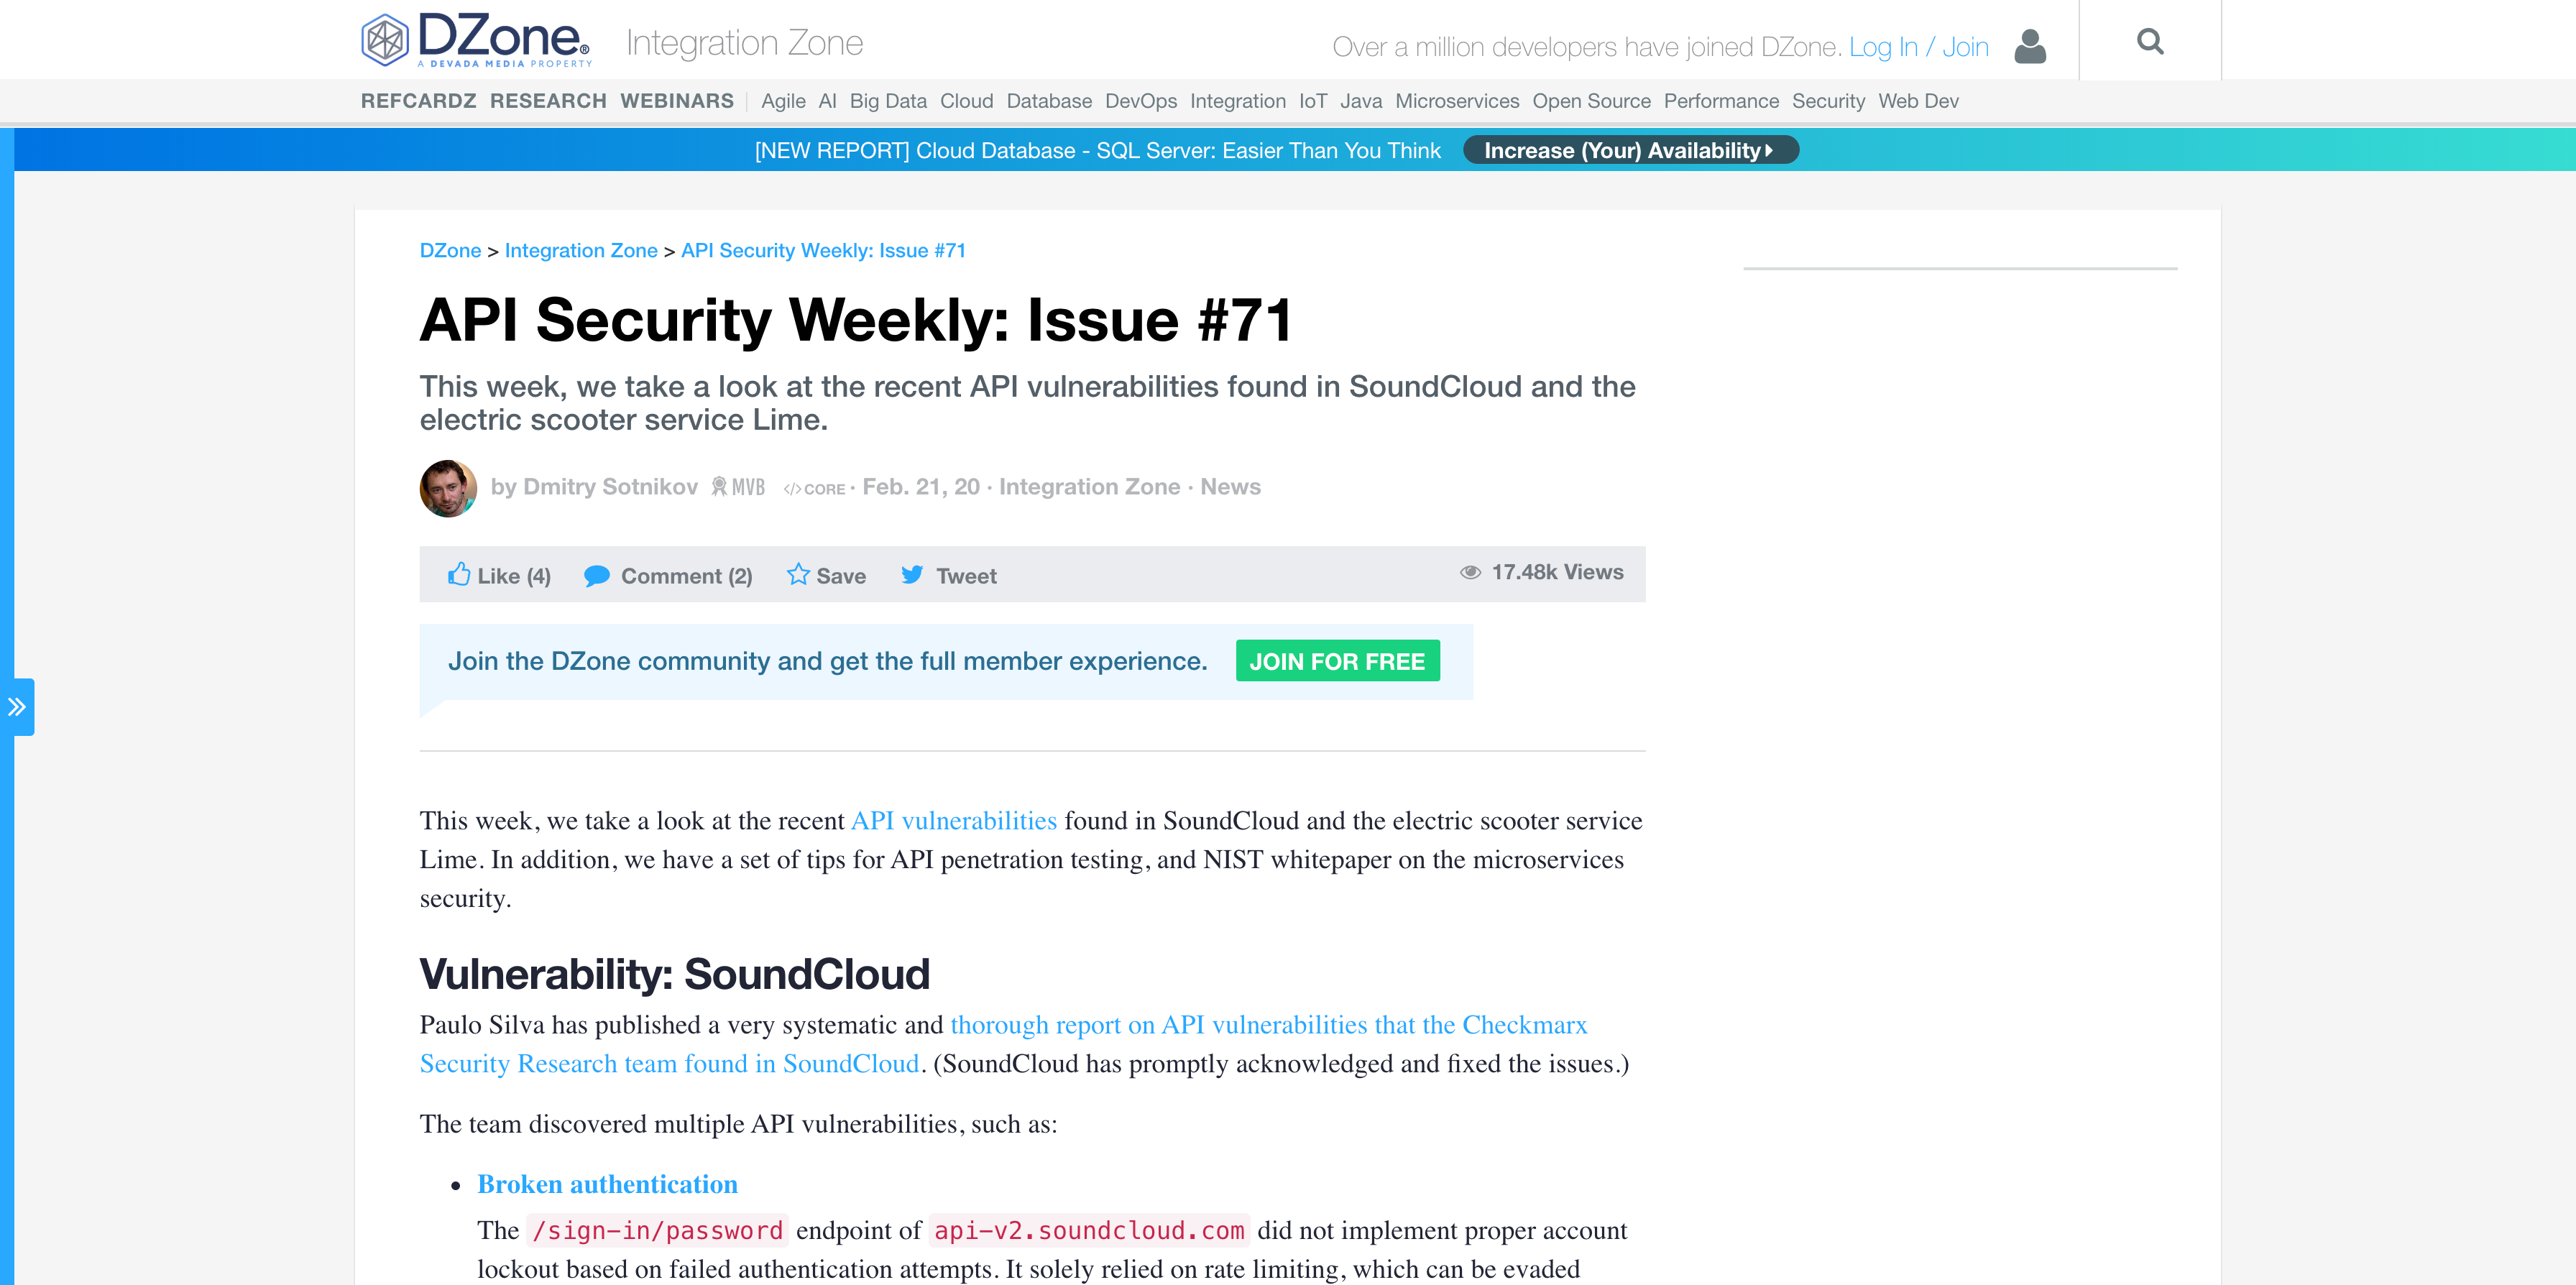 DZone® Integration Zone Over a million developers have joined DZone. Log In / Join
A DEVADA MEDIA PROPERTY
REFCARDZ RESEARCH WEBINARS Agile AI Big Data Cloud Database DevOps Integration IoT Java Microservices Open Source Performance Security Web Dev
[NEW REPORT] Cloud Database - SQL Server: Easier Than You Think Increase (Your) Availability
DZone > Integration Zone > API Security Weekly: Issue #71
API Security Weekly: Issue #71
This week, we take a look at the recent API vulnerabilities found in SoundCloud and the
electric scooter service Lime.
by Dmitry Sotnikov MVB </> CORE · Feb. 21, 20 · Integration Zone · News
Like (4) Comment (2) Save Tweet 17.48k Views
Join the DZone community and get the full member experience. JOIN FOR FREE
This week, we take a look at the recent API vulnerabilities found in SoundCloud and the electric scooter service
Lime. In addition, we have a set of tips for API penetration testing, and NIST whitepaper on the microservices
security.
Vulnerability: SoundCloud
Paulo Silva has published a very systematic and thorough report on API vulnerabilities that the Checkmarx
Security Research team found in SoundCloud. (SoundCloud has promptly acknowledged and fixed the issues.)
The team discovered multiple API vulnerabilities, such as:
• Broken authentication
The /sign-in/password endpoint of api-v2.soundcloud.com did not implement proper account
lockout based on failed authentication attempts. It solely relied on rate limiting, which can be evaded